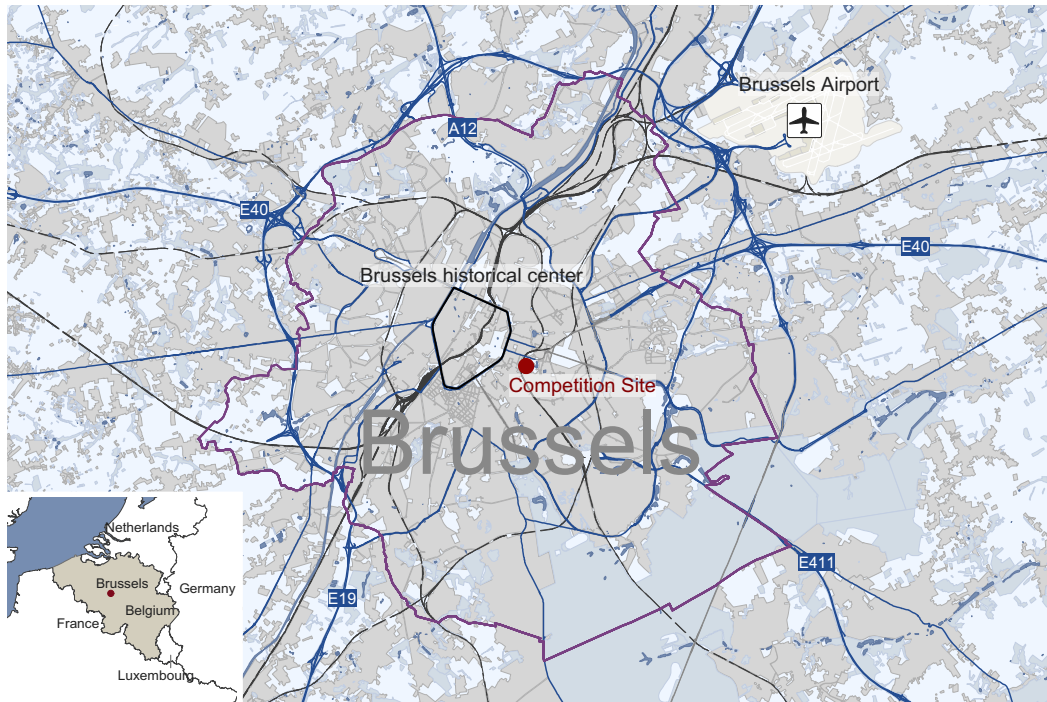 Brussels Airport
A12
E40
E40
Brussels historical center
Competition Site
Brussels
E411
E19
Netherlands
Brussels
Germany
Belgium
France
Luxembourg